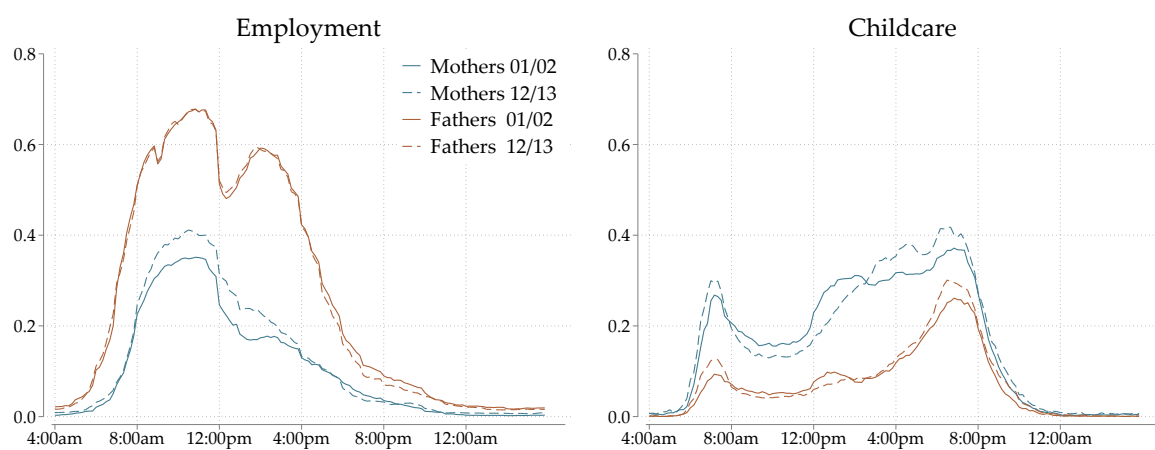 Employment
0.8
0.6
0.4
0.2
0.0
4:00am 8:00am 12:00pm 4:00pm 8:00pm 12:00am
Mothers 01/02
Mothers 12/13
Fathers 01/02
Fathers 12/13
Childcare
0.8
0.6
0.4
0.2
0.0
4:00am 8:00am 12:00pm 4:00pm 8:00pm 12:00am